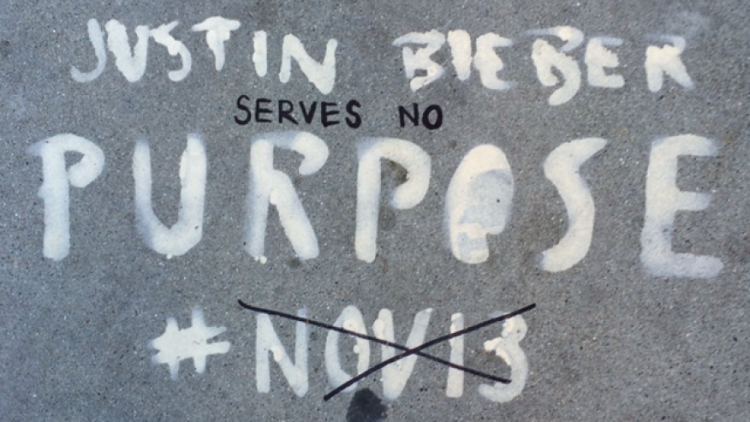 JUSTIN BIEBER
SERVES NO
PURPOSE
#NOV13